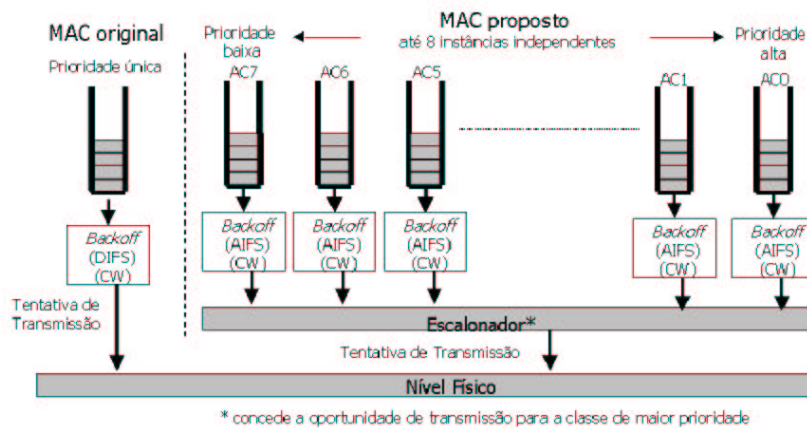 MAC original
Prioridade única
Backoff
(DIFS)
(CW)
Tentativa de
Transmissão
MAC proposto
até 8 instâncias independentes
Prioridade
baixa
Prioridade
alta
AC7
AC6
AC5
AC1
AC0
Backoff
(AIFS)
(CW)
Backoff
(AIFS)
(CW)
Backoff
(AIFS)
(CW)
Backoff
(AIFS)
(CW)
Backoff
(AIFS)
(CW)
Escalonador*
Tentativa de Transmissão
Nível Físico
* concede a oportunidade de transmissão para a classe de maior prioridade